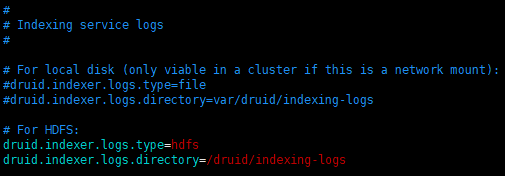 #
# Indexing service logs
#
# For local disk (only viable in a cluster if this is a network mount):
#druid.indexer.logs.type=file
#druid.indexer.logs.directory=var/druid/indexing-logs
# For HDFS:
druid.indexer.logs.type=hdfs
druid.indexer.logs.directory=/druid/indexing-logs